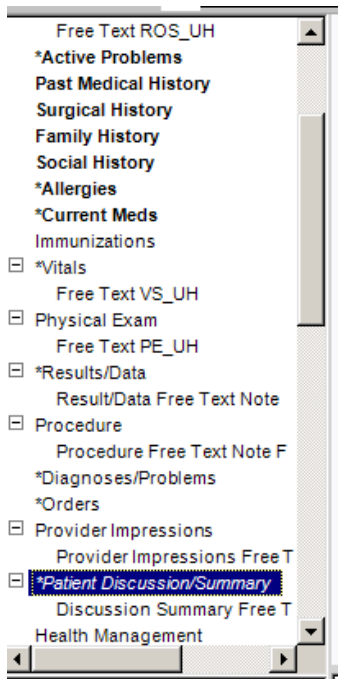 Free Text ROS_UH
*Active Problems
Past Medical History
Surgical History
Family History
Social History
*Allergies
*Current Meds
Immunizations
*Vitals
Free Text VS_UH
Physical Exam
Free Text PE_UH
*Results/Data
Result/Data Free Text Note
Procedure
Procedure Free Text Note F
*Diagnoses/Problems
*Orders
Provider Impressions
Provider Impressions Free T
*Patient Discussion/Summary
Discussion Summary Free T
Health Management